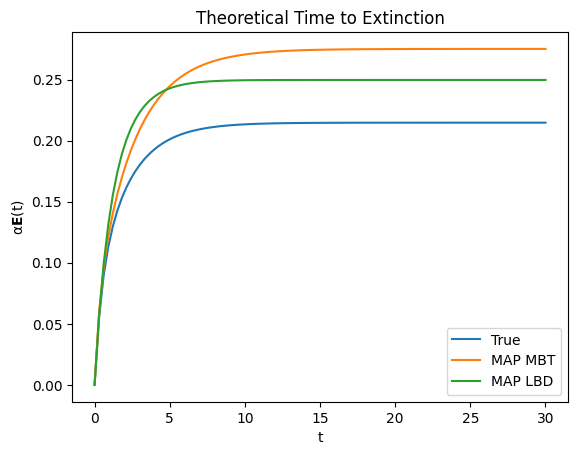 Theoretical Time to Extinction
αE(t)
0.25
0.20
0.15
0.10
0.05
0.00
0 5 10 15 20 25 30
t
True
MAP MBT
MAP LBD